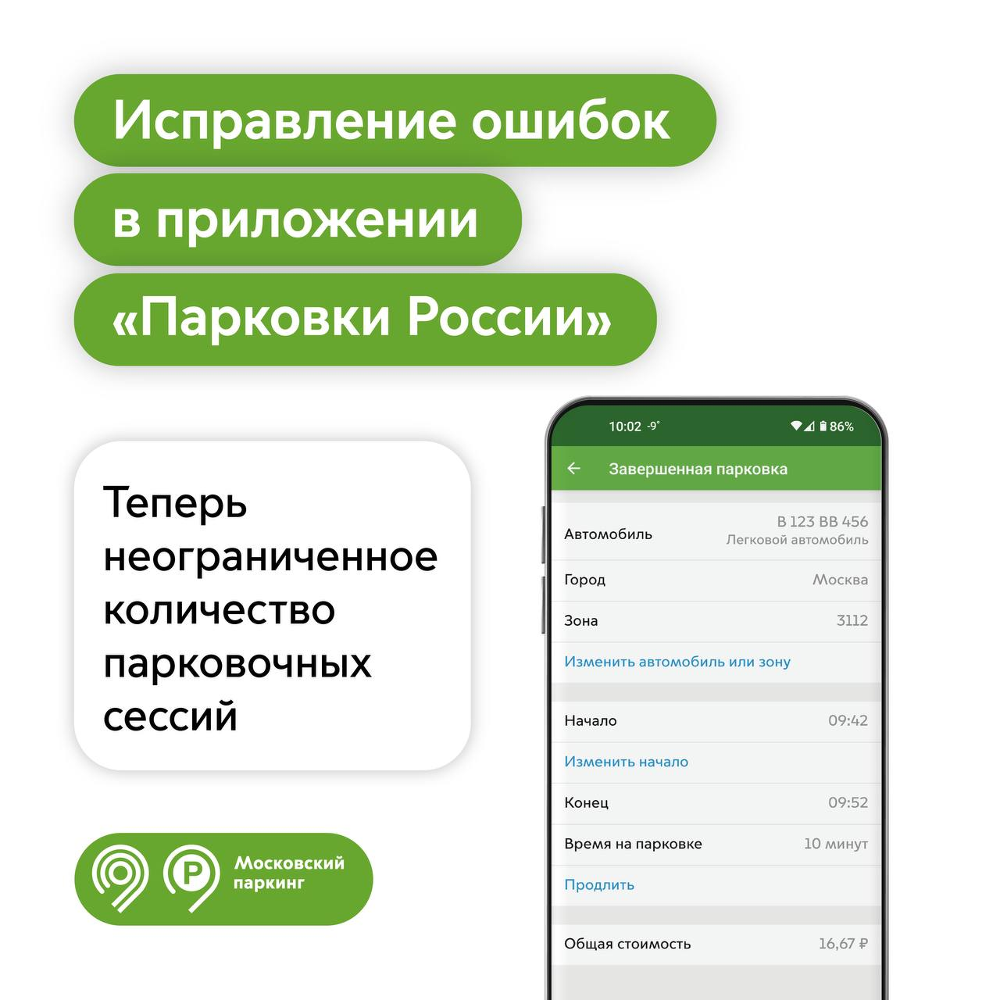 Исправление ошибок
в приложении
«Парковки России»
Теперь
неограниченное
количество
парковочных
сессий
Московский
паркинг
10:02 -9° 86%
Завершенная парковка
Автомобиль
В 123 ВВ 456
Легковой автомобиль
Город Москва
Зона 3112
Изменить автомобиль или зону
Начало 09:42
Изменить начало
Конец 09:52
Время на парковке 10 минут
Продлить
Общая стоимость 16,67 ₽